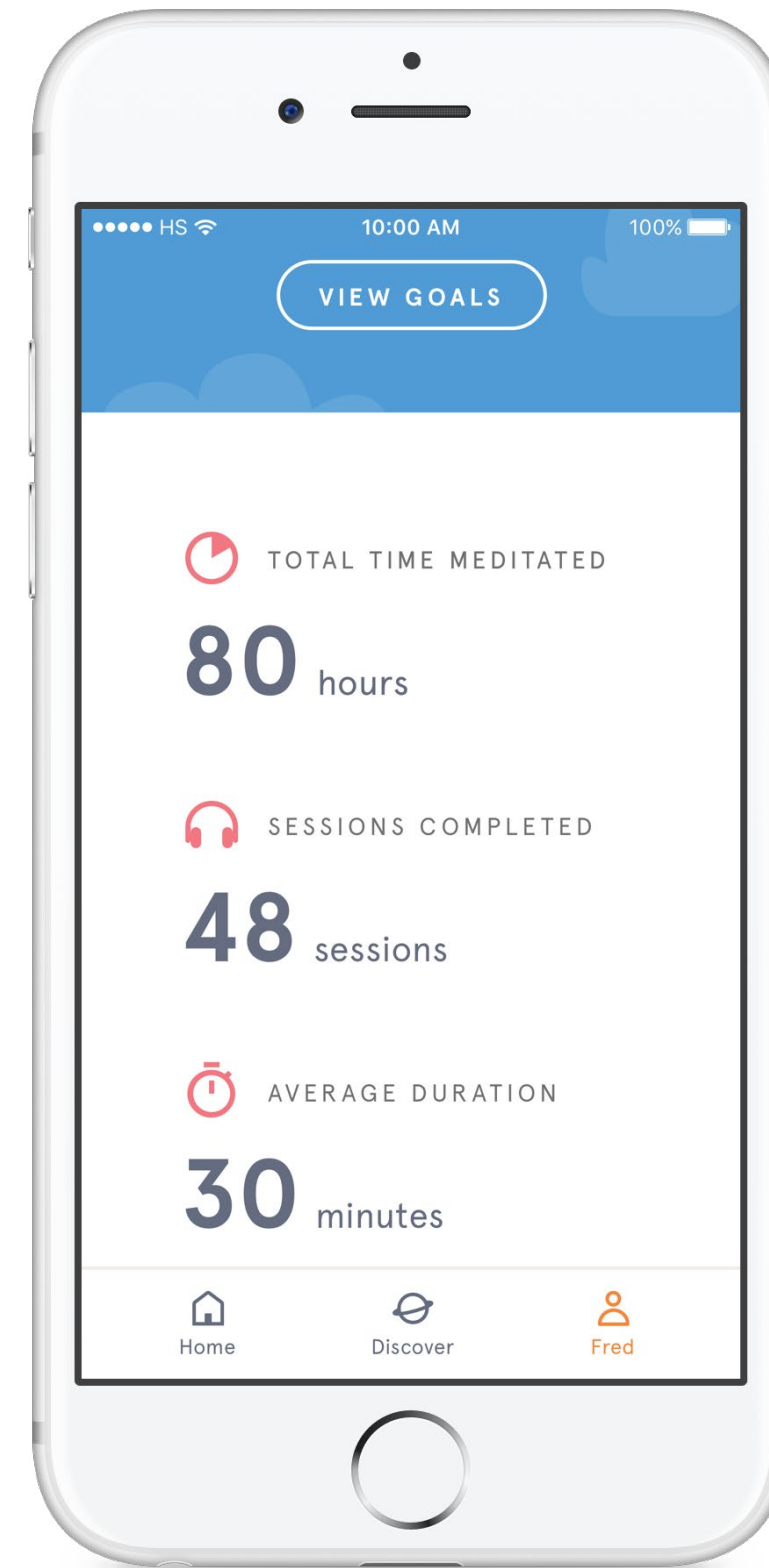 HS 10:00 AM 100%
VIEW GOALS
TOTAL TIME MEDITATED
80 hours
SESSIONS COMPLETED
48 sessions
AVERAGE DURATION
30 minutes
Home Discover Fred